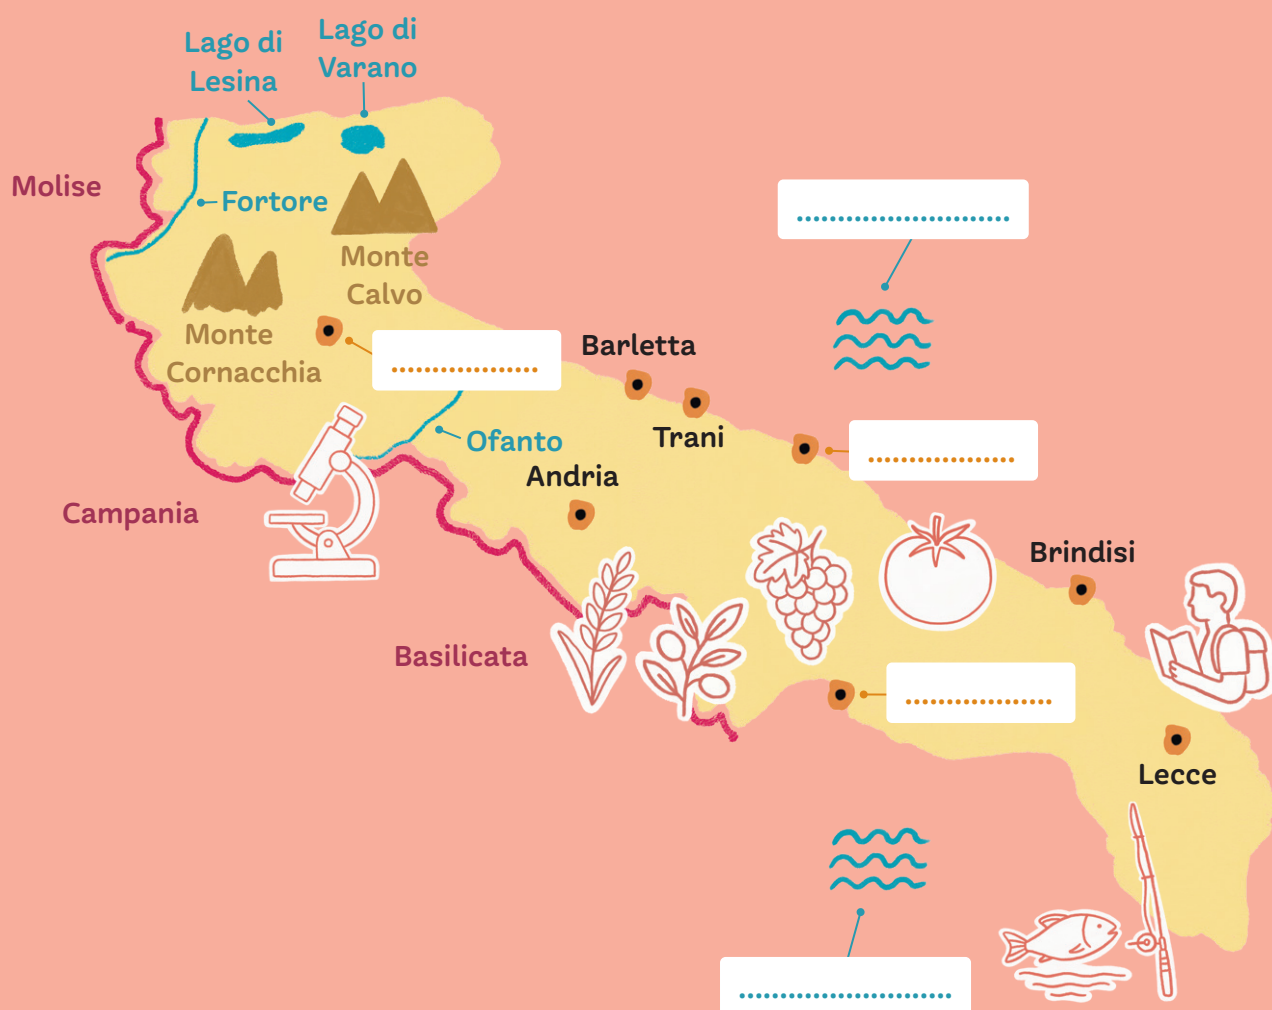 Lago di
Lesina
Lago di
Varano
Molise
Fortore
Monte
Calvo
Monte
Cornacchia
Barletta
Trani
Ofanto
Andria
Campania
Brindisi
Basilicata
Lecce